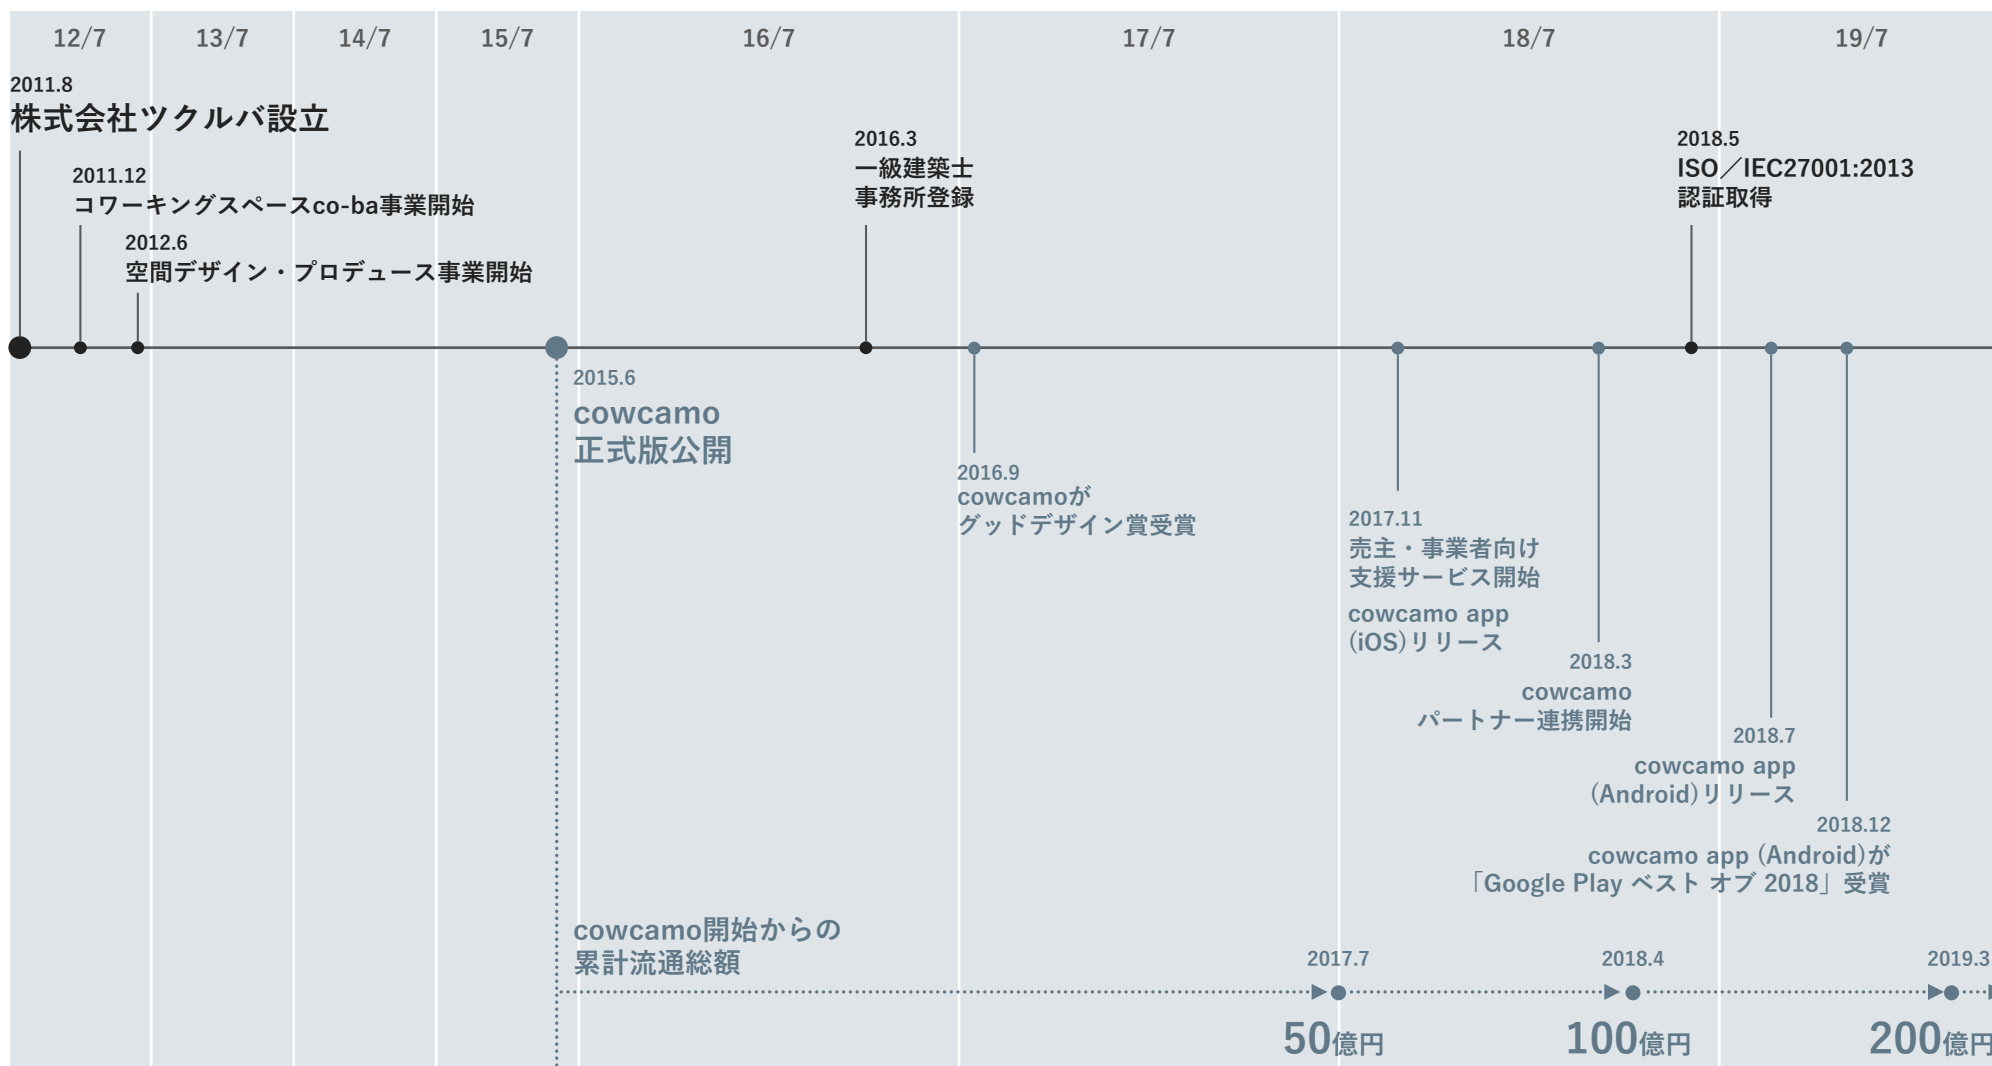 12/7
13/7
14/7
15/7
16/7
17/7
18/7
19/7
2011.8
株式会社ツクルバ設立
2011.12
コワーキングスペースco-ba事業開始
2012.6
空間デザイン・プロデュース事業開始
2016.3
一級建築士
事務所登録
2018.5
ISO／IEC27001:2013
認証取得
2015.6
cowcamo
正式版公開
2016.9
cowcamoが
グッドデザイン賞受賞
2017.11
売主・事業者向け
支援サービス開始
cowcamo app
(iOS)リリース
2018.3
cowcamo
パートナー連携開始
2018.7
cowcamo app
(Android)リリース
2018.12
cowcamo app (Android)が
「Google Play ベスト オブ 2018」受賞
cowcamo開始からの
累計流通総額
2017.7
50億円
2018.4
100億円
2019.3
200億円